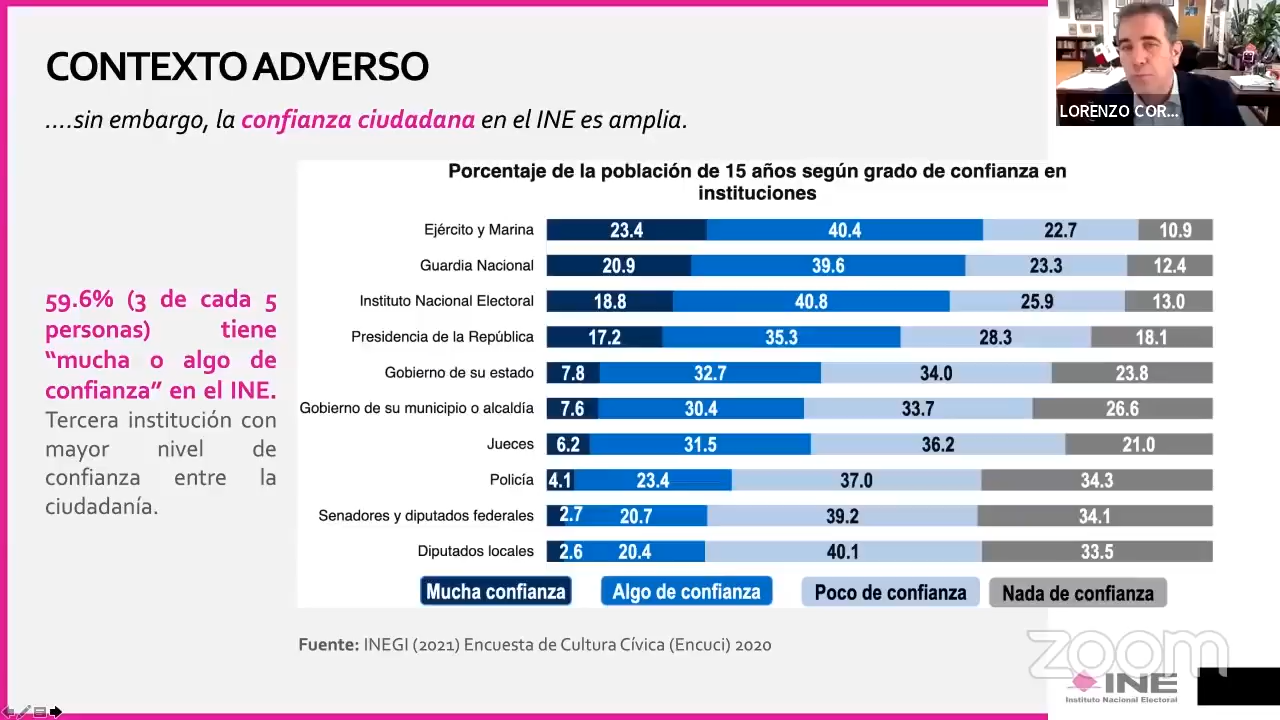 CONTEXTO ADVERSO
....sin embargo, la confianza ciudadana en el INE es amplia.
LORENZO COR...
Porcentaje de la población de 15 años según grado de confianza en
instituciones
Ejército y Marina 23.4 40.4 22.7 10.9
Guardia Nacional 20.9 39.6 23.3 12.4
Instituto Nacional Electoral 18.8 40.8 25.9 13.0
Presidencia de la República 17.2 35.3 28.3 18.1
Gobierno de su estado 7.8 32.7 34.0 23.8
Gobierno de su municipio o alcaldía 7.6 30.4 33.7 26.6
Jueces 6.2 31.5 36.2 21.0
Policía 4.1 23.4 37.0 34.3
Senadores y diputados federales 2.7 20.7 39.2 34.1
Diputados locales 2.6 20.4 40.1 33.5
Mucha confianza Algo de confianza Poco de confianza Nada de confianza
59.6% (3 de cada 5
personas) tiene
“mucha o algo de
confianza” en el INE.
Tercera institución con
mayor nivel de
confianza entre la
ciudadanía.
Fuente: INEGI (2021) Encuesta de Cultura Cívica (Encuci) 2020
zoom
INE
Instituto Nacional Electoral